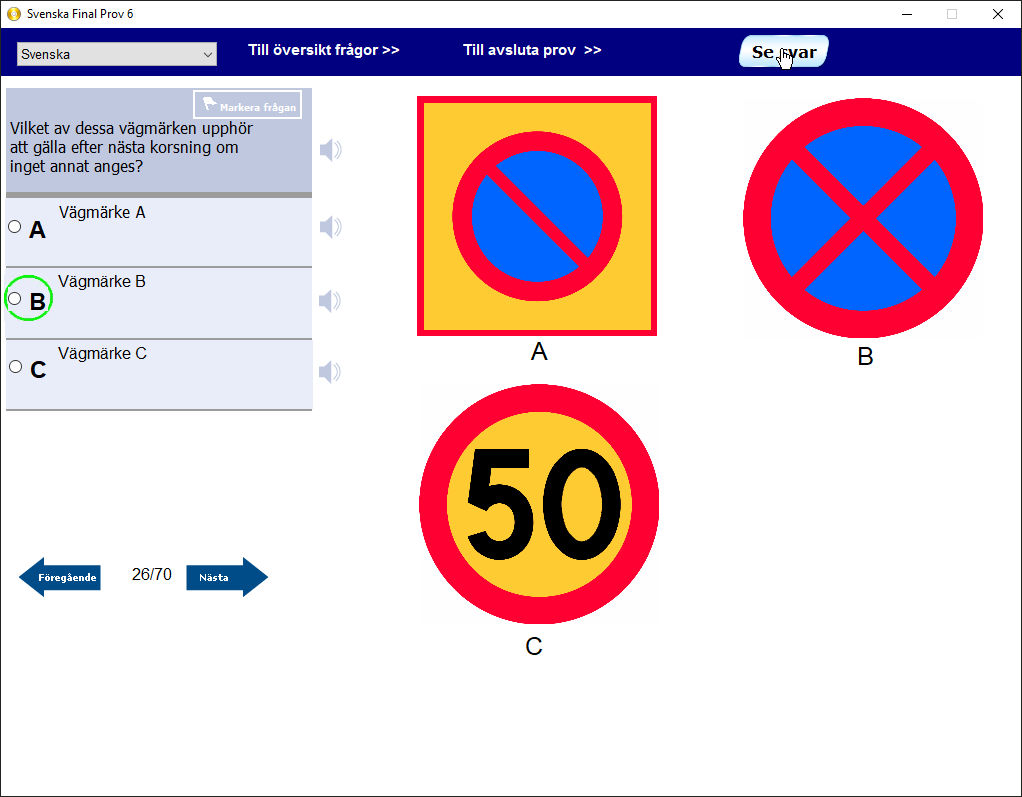 Svenska Final Prov 6
Svenska
Till översikt frågor >>
Till avsluta prov >>
Se svar
Markera frågan
Vilket av dessa vägmärken upphör
att gälla efter nästa korsning om
inget annat anges?
A Vägmärke A
B Vägmärke B
C Vägmärke C
A
B
50
C
Föregående
26/70
Nästa